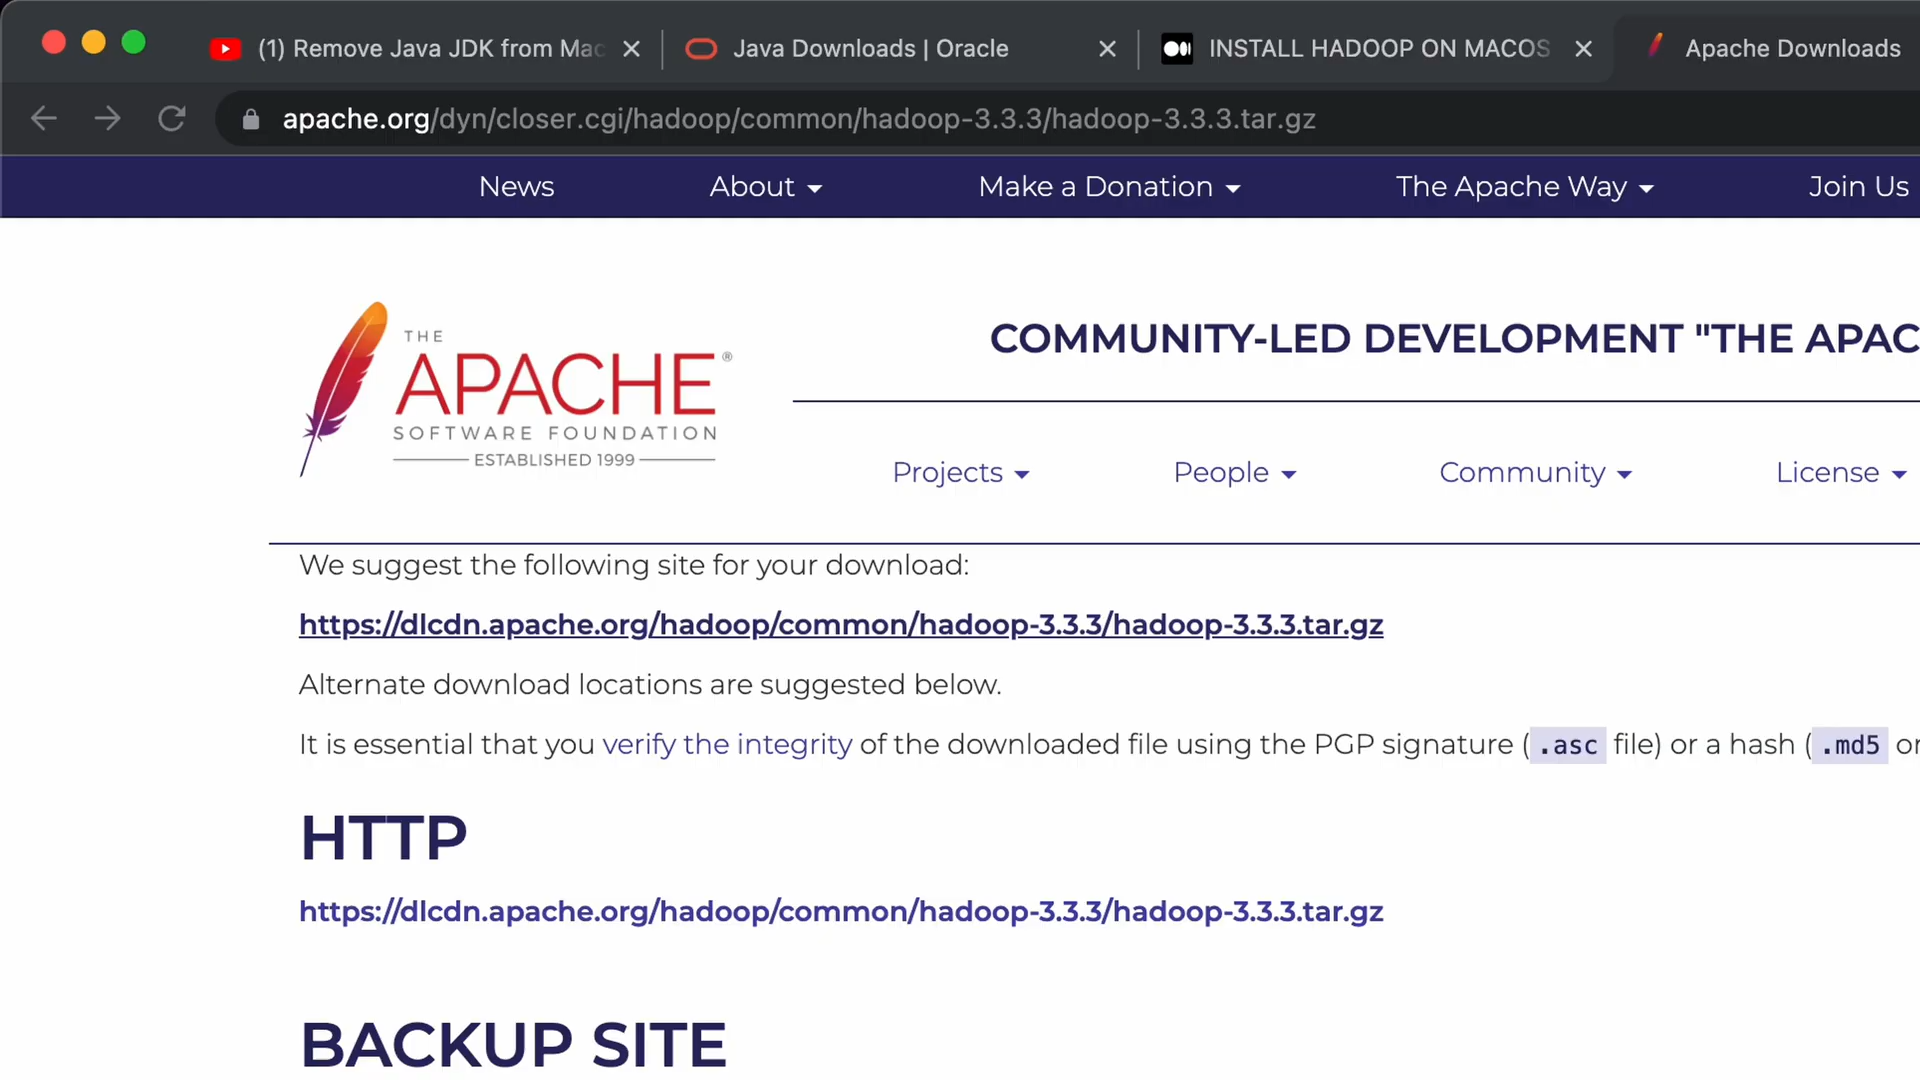 (1) Remove Java JDK from Mac
Java Downloads | Oracle
INSTALL HADOOP ON MACOS
Apache Downloads
apache.org/dyn/closer.cgi/hadoop/common/hadoop-3.3.3/hadoop-3.3.3.tar.gz
News
About
Make a Donation
The Apache Way
Join Us
THE
APACHE®
SOFTWARE FOUNDATION
ESTABLISHED 1999
COMMUNITY-LED DEVELOPMENT "THE APAC
Projects
People
Community
License
We suggest the following site for your download:
https://dlcdn.apache.org/hadoop/common/hadoop-3.3.3/hadoop-3.3.3.tar.gz
Alternate download locations are suggested below.
It is essential that you verify the integrity of the downloaded file using the PGP signature (.asc file) or a hash (.md5 or
HTTP
https://dlcdn.apache.org/hadoop/common/hadoop-3.3.3/hadoop-3.3.3.tar.gz
BACKUP SITE